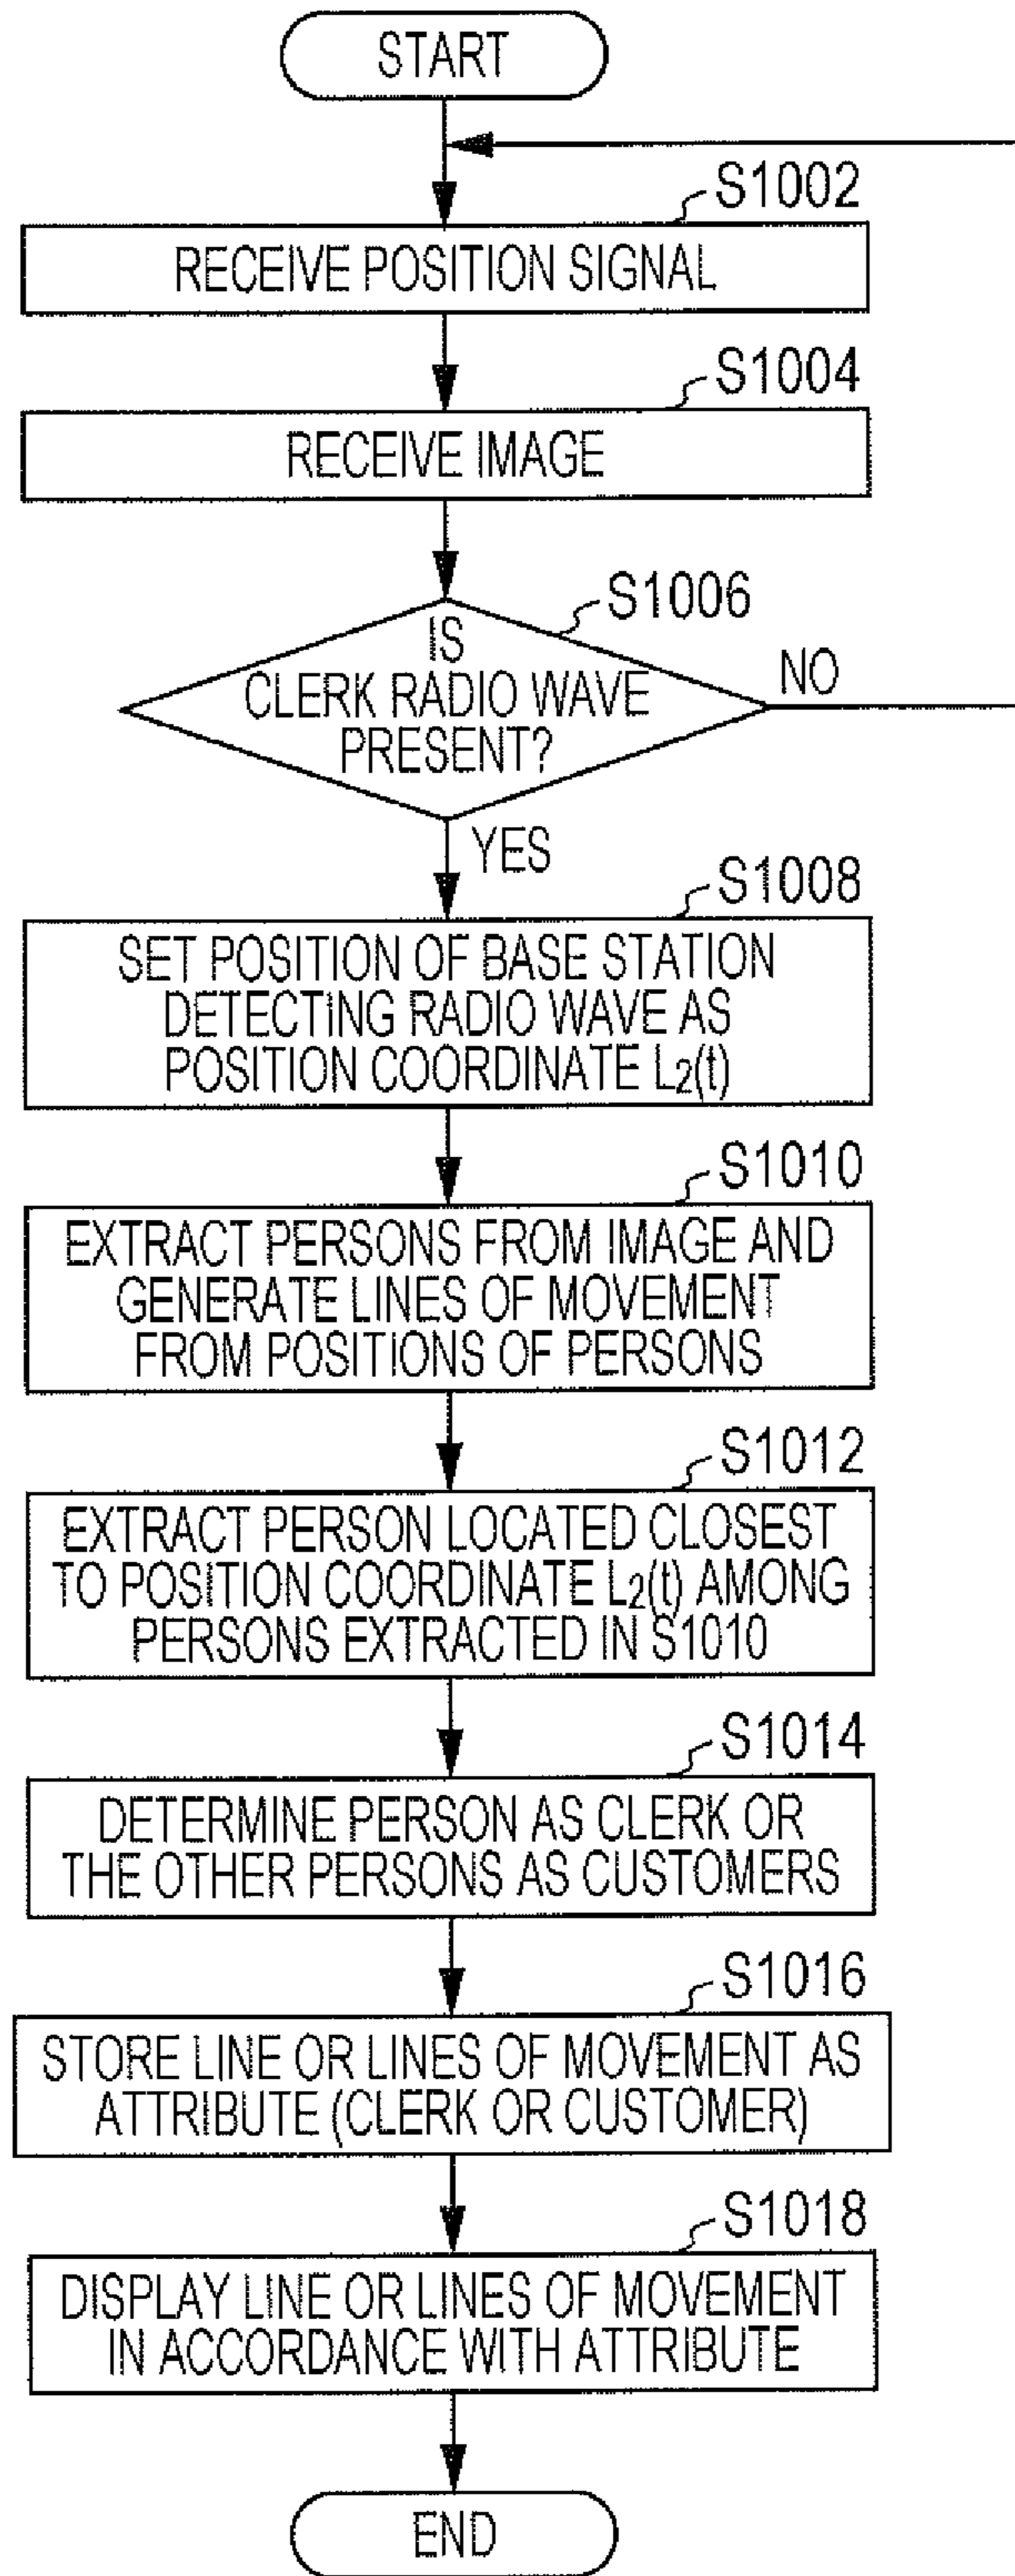 START
S1002
RECEIVE POSITION SIGNAL
S1004
RECEIVE IMAGE
S1006
IS
CLERK RADIO WAVE
PRESENT?
NO
YES
S1008
SET POSITION OF BASE STATION
DETECTING RADIO WAVE AS
POSITION COORDINATE L₂(t)
S1010
EXTRACT PERSONS FROM IMAGE AND
GENERATE LINES OF MOVEMENT
FROM POSITIONS OF PERSONS
S1012
EXTRACT PERSON LOCATED CLOSEST
TO POSITION COORDINATE L₂(t) AMONG
PERSONS EXTRACTED IN S1010
S1014
DETERMINE PERSON AS CLERK OR
THE OTHER PERSONS AS CUSTOMERS
S1016
STORE LINE OR LINES OF MOVEMENT AS
ATTRIBUTE (CLERK OR CUSTOMER)
S1018
DISPLAY LINE OR LINES OF MOVEMENT
IN ACCORDANCE WITH ATTRIBUTE
END